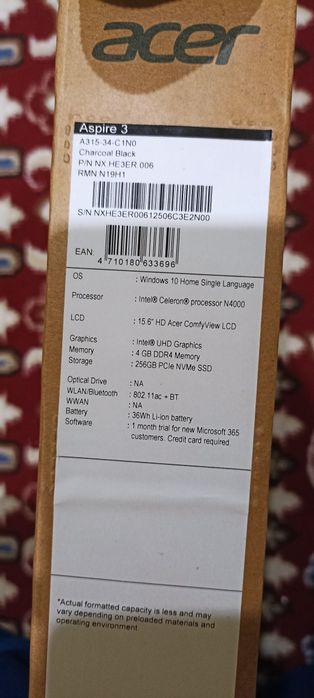 acer
Aspire 3
A315-34-C1N0
Charcoal Black
P/N NX.HE3ER.006
RMN N19H1
S/N NXHE3ER00612506C3E2N00
EAN:
4 710180 633696
OS : Windows 10 Home Single Language
Processor : Intel® Celeron® processor N4000
LCD : 15.6" HD Acer ComfyView LCD
Graphics : Intel® UHD Graphics
Memory : 4 GB DDR4 Memory
Storage : 256GB PCIe NVMe SSD
Optical Drive : NA
WLAN/Bluetooth : 802.11ac + BT
WWAN : NA
Battery : 36Wh Li-ion battery
Software : 1 month trial for new Microsoft 365
customers. Credit card required
*Actual formatted capacity is less and may
vary depending on preloaded materials and
operating environment.